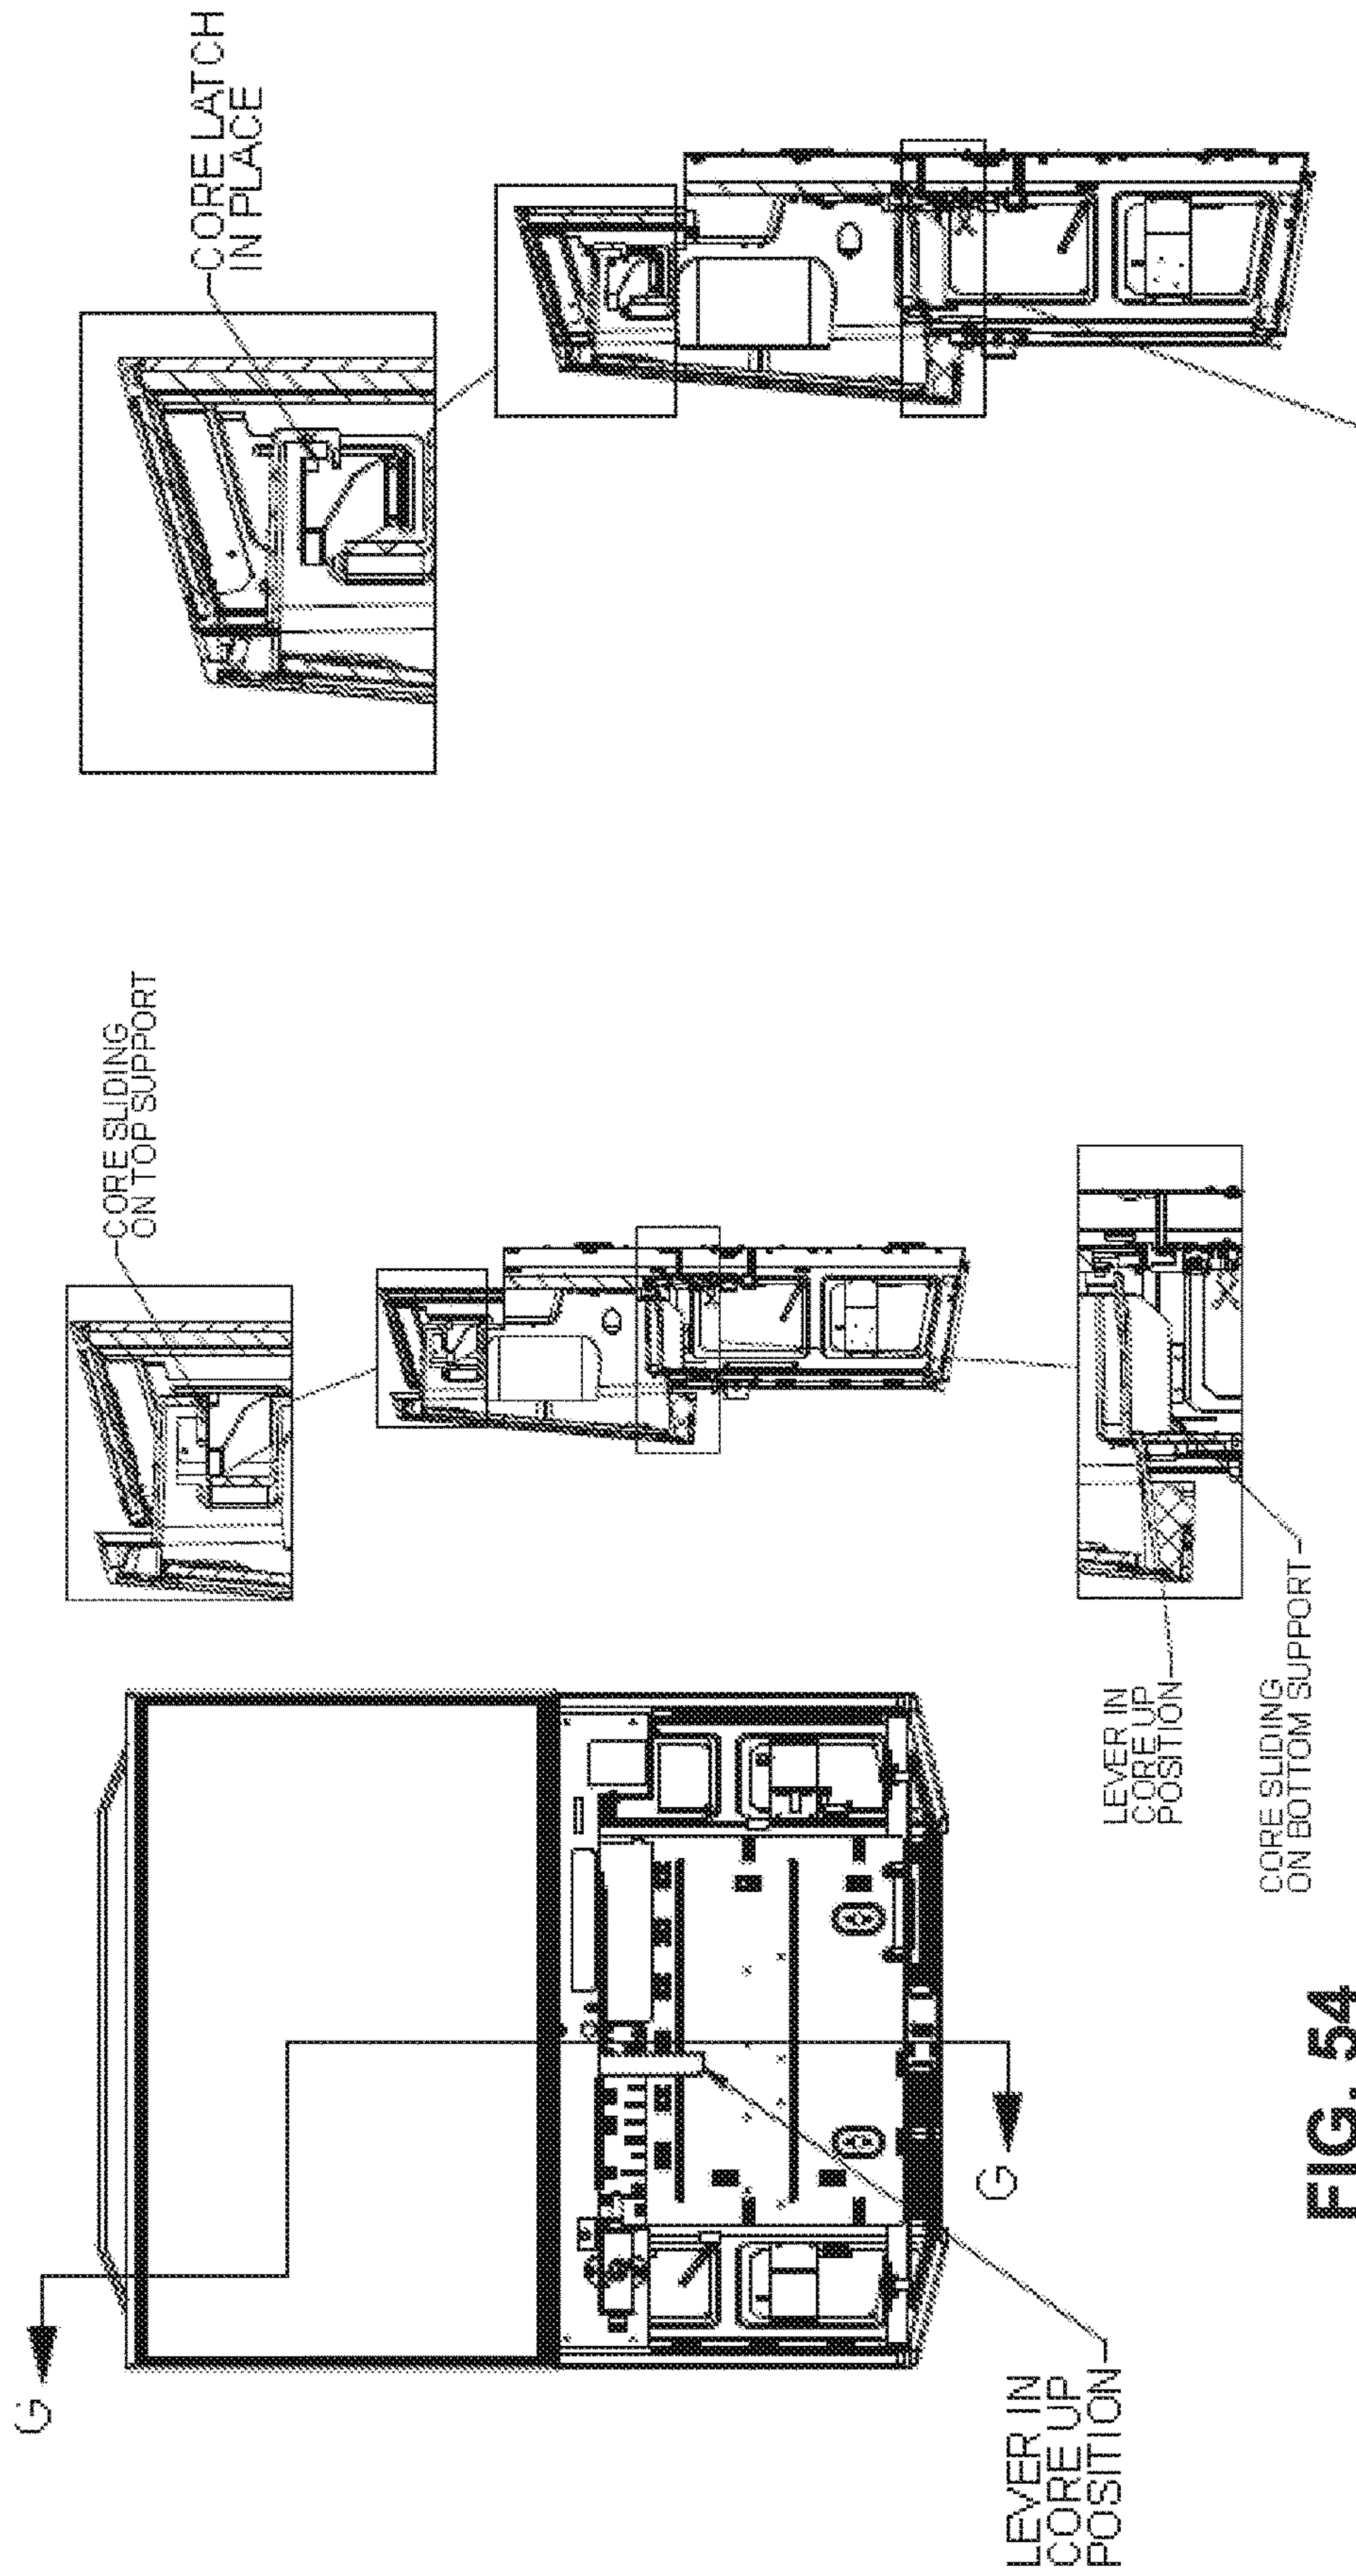 G
G
LEVER IN
CORE UP
POSITION
CORE SLIDING
ON TOP SUPPORT
LEVER IN
CORE UP
POSITION
CORE SLIDING
ON BOTTOM SUPPORT
CORE LATCH
IN PLACE
FIG. 54